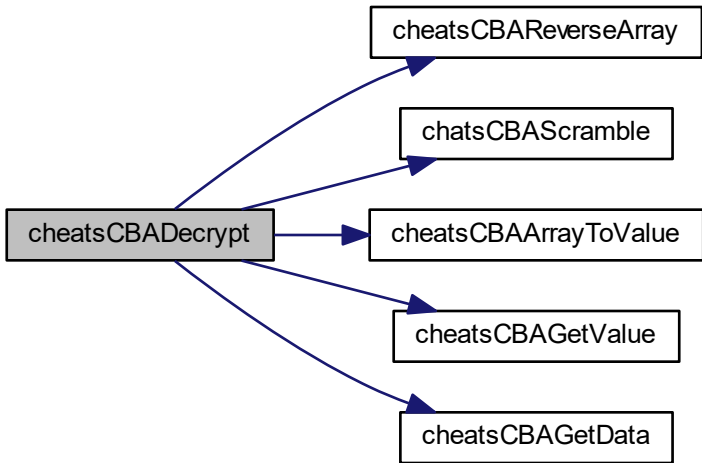 cheatsCBAReverseArray
chatsCBAScramble
cheatsCBADecrypt
cheatsCBAArrayToValue
cheatsCBAGetValue
cheatsCBAGetData